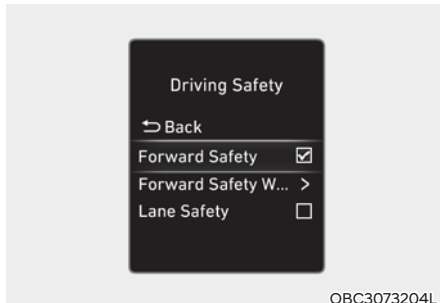 Driving Safety
Back
Forward Safety
Forward Safety W... >
Lane Safety
OBC3073204L